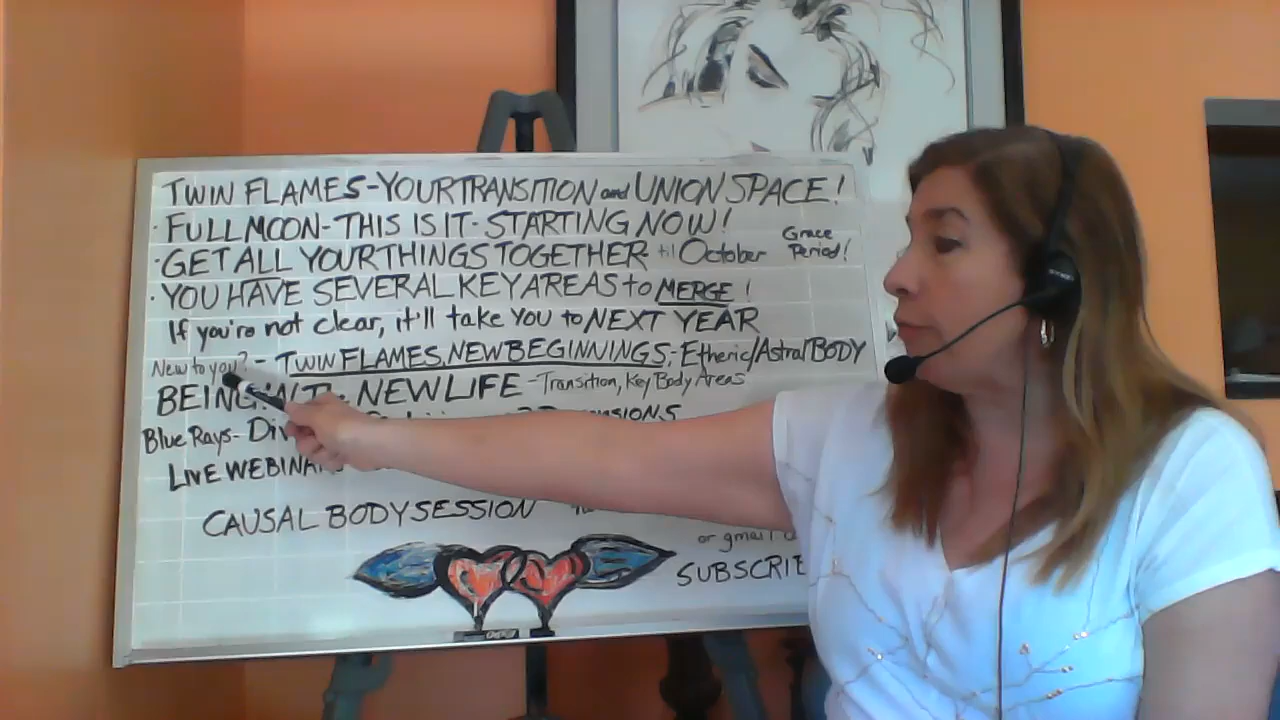 TWIN FLAMES-YOUR TRANSITION and UNION SPACE!
· FULL MOON-THIS IS IT-STARTING NOW!
· GET ALL YOUR THINGS TOGETHER til October Grace Period!
· YOU HAVE SEVERAL KEY AREAS to MERGE!
If you're not clear, it'll take YOU to NEXT YEAR
New to you? - TWIN FLAMES, NEW BEGINNINGS; Etheric/Astral BODY
BEING NEW LIFE - Transition, Key Body Areas
Blue Rays-
LIVE WEBINAR
CAUSAL BODY SESSION
or gmail
SUBSCRIBE